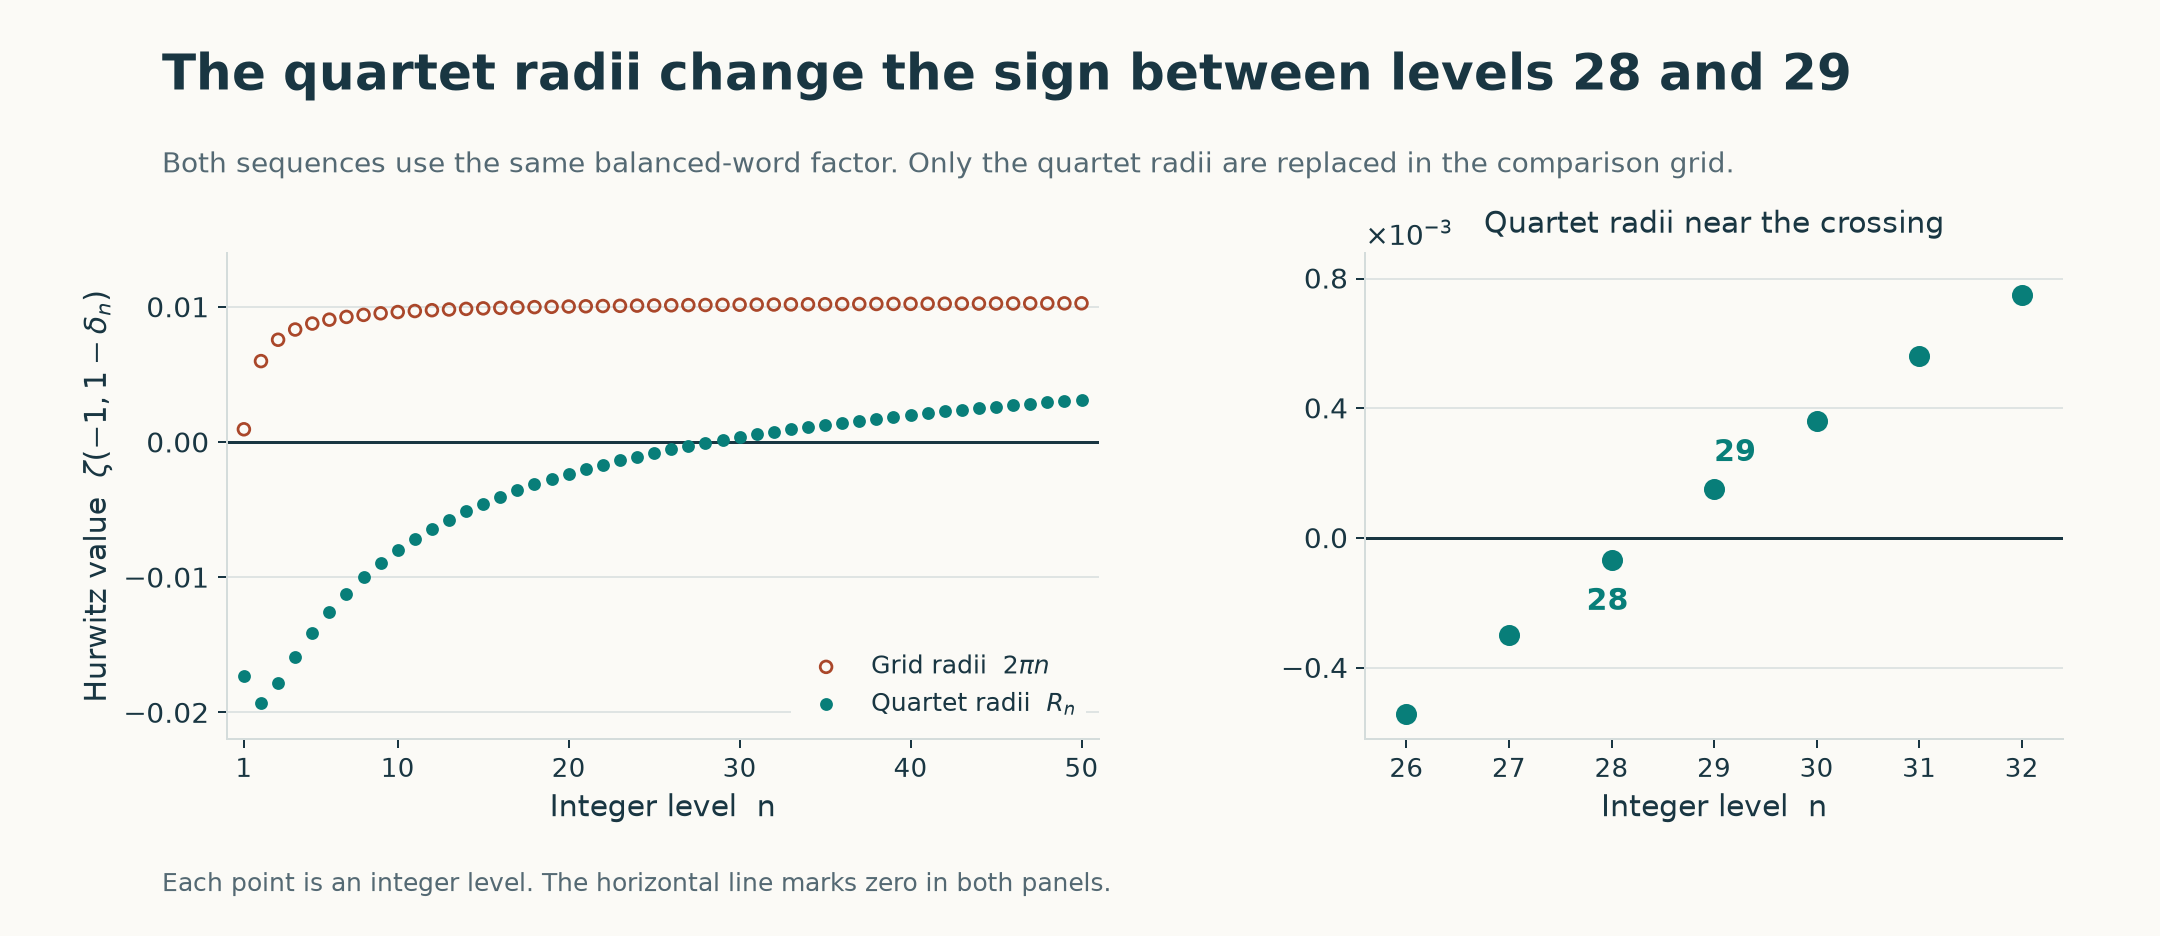 The quartet radii change the sign between levels 28 and 29
Both sequences use the same balanced-word factor. Only the quartet radii are replaced in the comparison grid.
Hurwitz value ζ(−1, 1 − δₙ)
0.01
0.00
−0.01
−0.02
Grid radii 2πn
Quartet radii Rₙ
1 10 20 30 40 50
Integer level n
×10⁻³ Quartet radii near the crossing
0.8
0.4
0.0
−0.4
29
28
26 27 28 29 30 31 32
Integer level n
Each point is an integer level. The horizontal line marks zero in both panels.